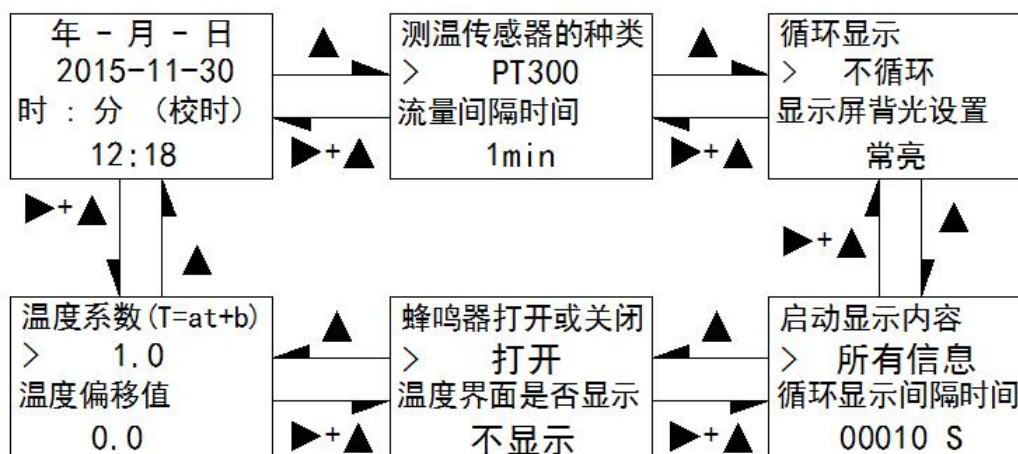 年-月-日
2015-11-30
时:分 (校时)
12:18
▲
▶+▲
测温传感器的种类
> PT300
流量间隔时间
1min
▲
▶+▲
循环显示
> 不循环
显示屏背光设置
常亮
▶+▲
▲
▶+▲
▲
温度系数(T=at+b)
> 1.0
温度偏移值
0.0
▲
▶+▲
蜂鸣器打开或关闭
> 打开
温度界面是否显示
不显示
▲
▶+▲
启动显示内容
> 所有信息
循环显示间隔时间
00010 S